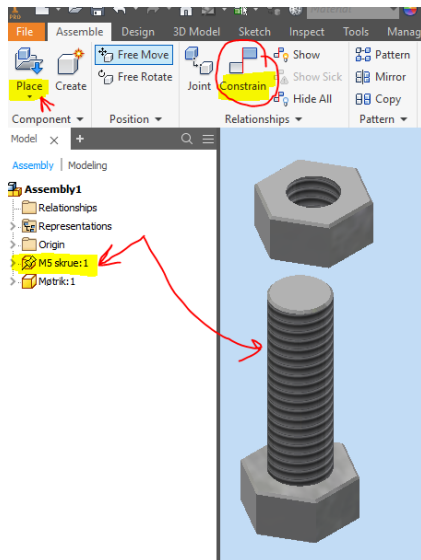 PRO
Material
File Assemble Design 3D Model Sketch Inspect Tools Manag
Free Move Show Pattern
Free Rotate Show Sick Mirror
Place Create Joint Constrain Hide All Copy
Component Position Relationships Pattern
Model × +
Assembly | Modeling
Assembly1
Relationships
Representations
Origin
M5 skrue:1
Møtrik:1